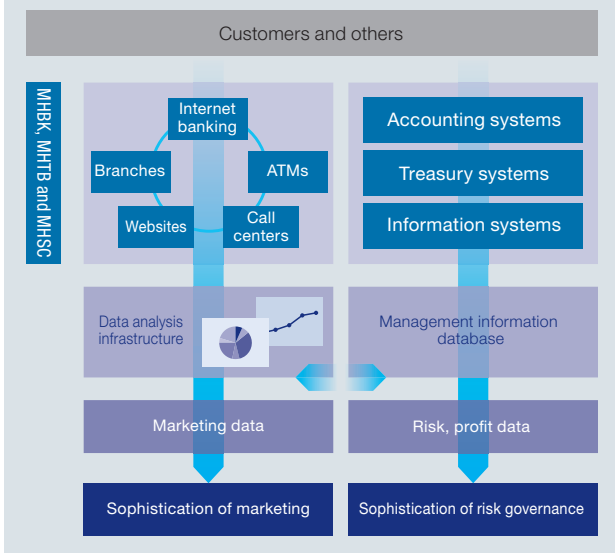 Customers and others
MHBK, MHTB and MHSC
Internet
banking
Branches
ATMs
Websites
Call
centers
Accounting systems
Treasury systems
Information systems
Data analysis
infrastructure
Management information
database
Marketing data
Risk, profit data
Sophistication of marketing
Sophistication of risk governance